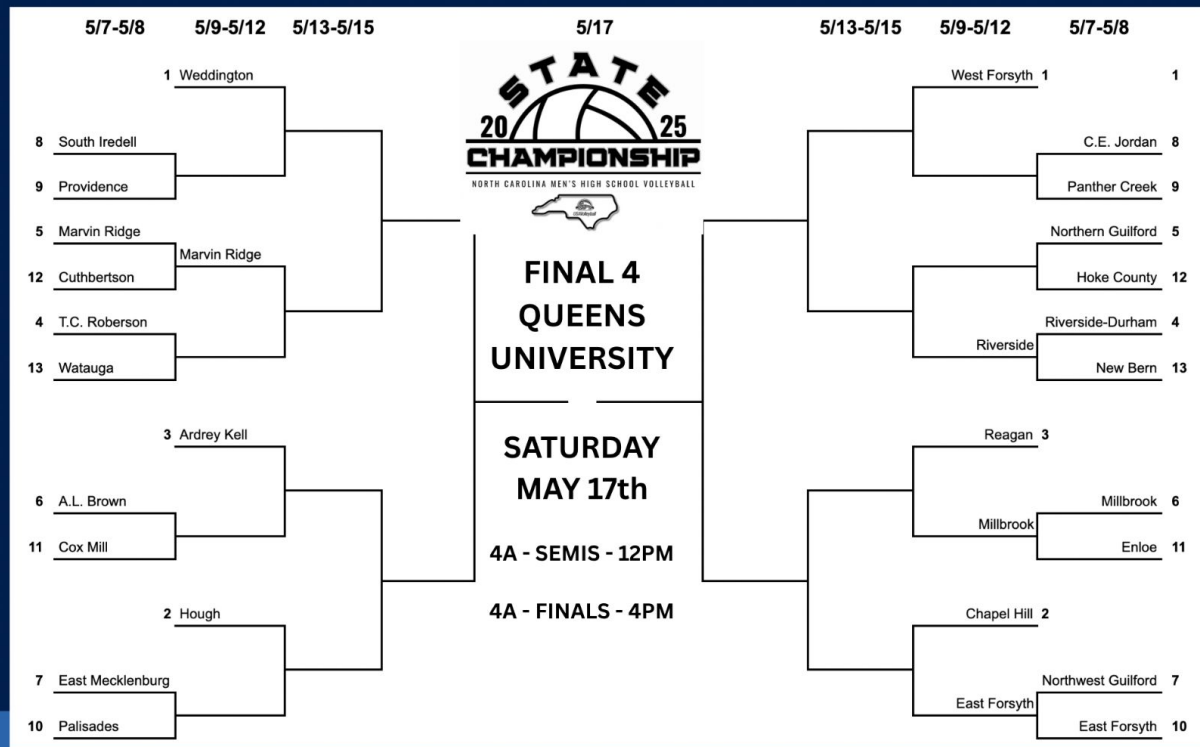 5/7-5/8 5/9-5/12 5/13-5/15 5/17 5/13-5/15 5/9-5/12 5/7-5/8
STATE
20 25
CHAMPIONSHIP
NORTH CAROLINA MEN'S HIGH SCHOOL VOLLEYBALL
1 Weddington
8 South Iredell
9 Providence
5 Marvin Ridge
Marvin Ridge
12 Cuthbertson
4 T.C. Roberson
13 Watauga
3 Ardrey Kell
6 A.L. Brown
11 Cox Mill
2 Hough
7 East Mecklenburg
10 Palisades
FINAL 4
QUEENS
UNIVERSITY
SATURDAY
MAY 17th
4A - SEMIS - 12PM
4A - FINALS - 4PM
West Forsyth 1 1
C.E. Jordan 8
Panther Creek 9
Northern Guilford 5
Hoke County 12
Riverside-Durham 4
Riverside
New Bern 13
Reagan 3
Millbrook 6
Millbrook
Enloe 11
Chapel Hill 2
Northwest Guilford 7
East Forsyth
East Forsyth 10